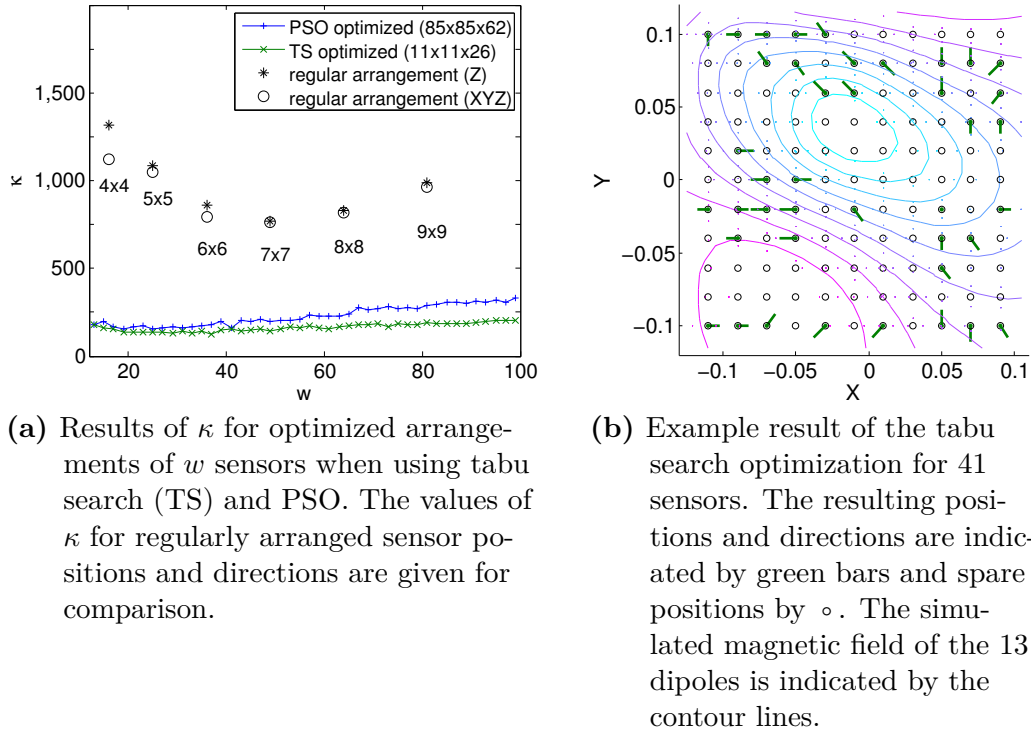 PSO optimized (85x85x62)
TS optimized (11x11x26)
regular arrangement (Z)
regular arrangement (XYZ)
1,500
1,000
500
250
0
κ
4x4
5x5
6x6
7x7
8x8
9x9
20
40
60
80
100
w
0.1
0.05
0
−0.05
−0.1
Y
−0.1
−0.05
0
0.05
0.1
X
(a) Results of κ for optimized arrange-
ments of w sensors when using tabu
search (TS) and PSO. The values of
κ for regularly arranged sensor po-
sitions and directions are given for
comparison.
(b) Example result of the tabu
search optimization for 41
sensors. The resulting posi-
tions and directions are indic-
ated by green bars and spare
positions by ∘. The simu-
lated magnetic field of the 13
dipoles is indicated by the
contour lines.